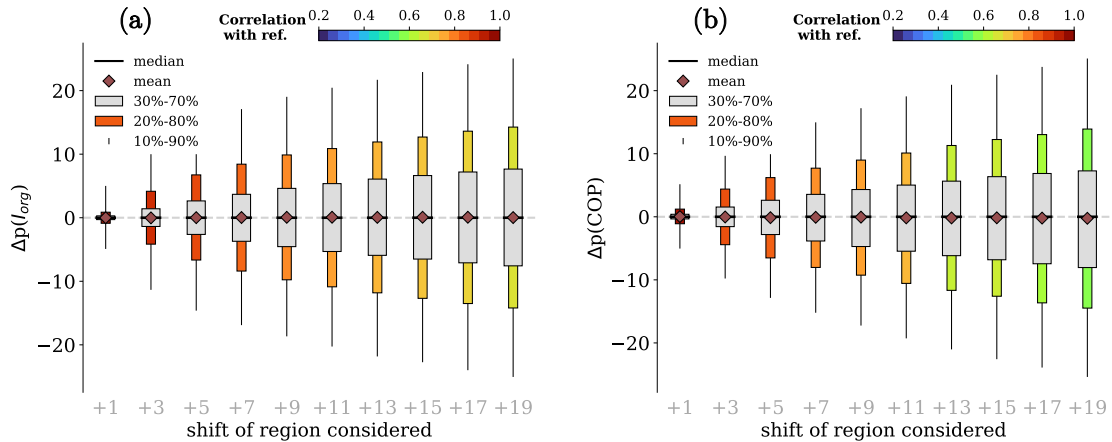 (a)
Correlation
with ref.
0.2 0.4 0.6 0.8 1.0
median
mean
30%-70%
20%-80%
10%-90%
20
10
0
−10
−20
Δp(I_org)
+1 +3 +5 +7 +9 +11 +13 +15 +17 +19
shift of region considered
(b)
Correlation
with ref.
0.2 0.4 0.6 0.8 1.0
median
mean
30%-70%
20%-80%
10%-90%
20
10
0
−10
−20
Δp(COP)
+1 +3 +5 +7 +9 +11 +13 +15 +17 +19
shift of region considered